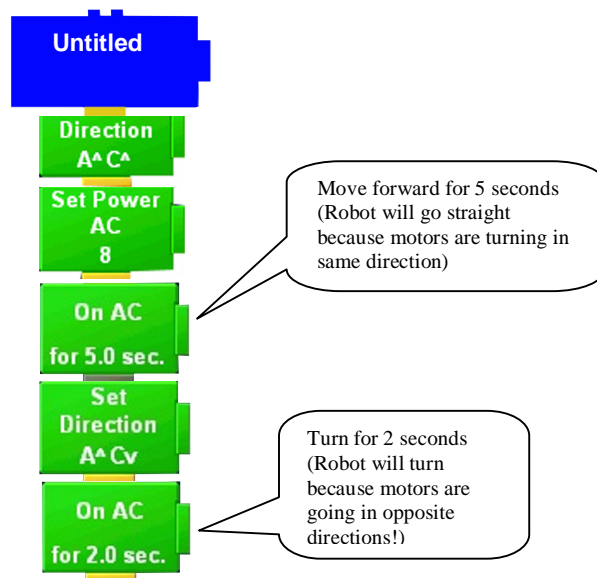 Untitled
Direction
A^ C^
Set Power
AC
8
Move forward for 5 seconds
(Robot will go straight
because motors are turning in
same direction)
On AC
for 5.0 sec.
Set
Direction
A^ Cv
Turn for 2 seconds
(Robot will turn
because motors are
going in opposite
directions!)
On AC
for 2.0 sec.